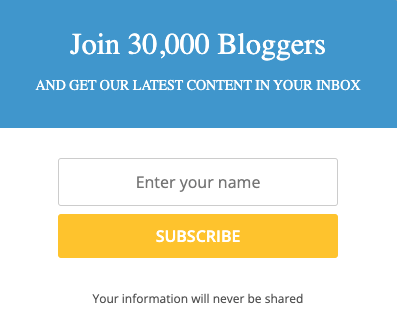 Join 30,000 Bloggers
AND GET OUR LATEST CONTENT IN YOUR INBOX
Enter your name
SUBSCRIBE
Your information will never be shared